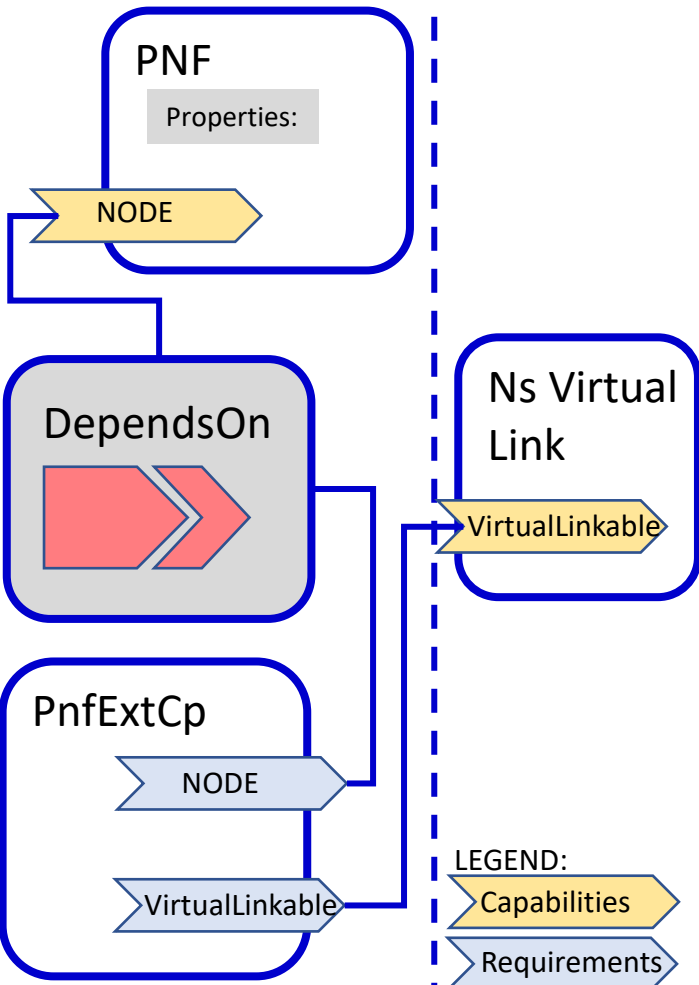 PNF
Properties:
NODE
DependsOn
Ns Virtual
Link
VirtualLinkable
PnfExtCp
NODE
VirtualLinkable
LEGEND:
Capabilities
Requirements